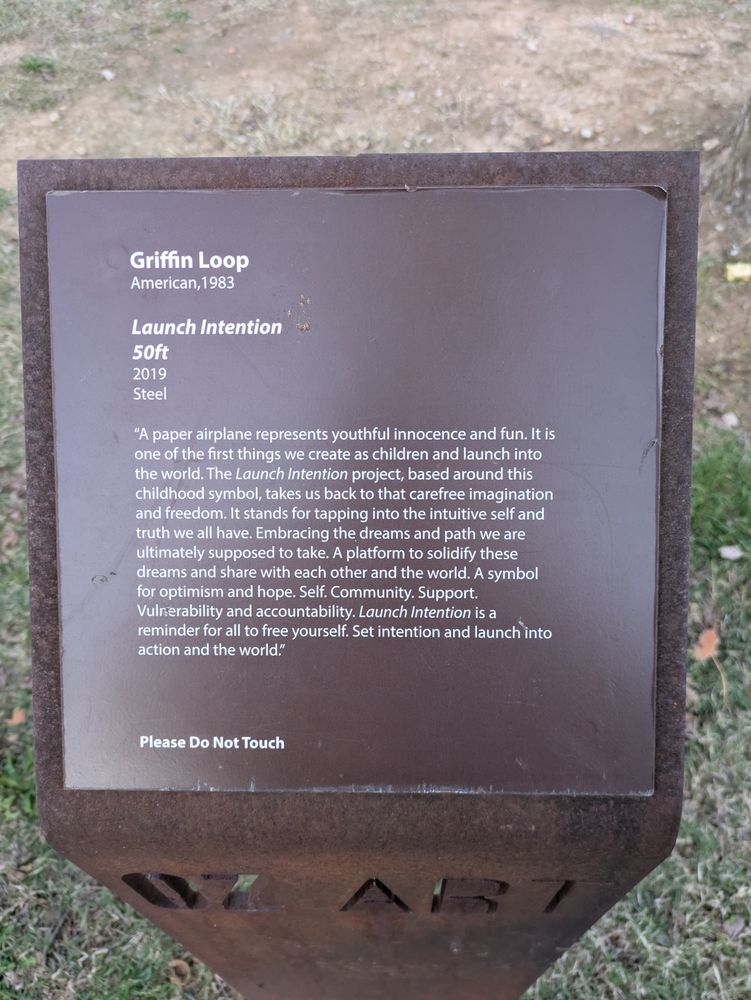 Griffin Loop
American,1983
Launch Intention
50ft
2019
Steel
“A paper airplane represents youthful innocence and fun. It is
one of the first things we create as children and launch into
the world. The Launch Intention project, based around this
childhood symbol, takes us back to that carefree imagination
and freedom. It stands for tapping into the intuitive self and
truth we all have. Embracing the dreams and path we are
ultimately supposed to take. A platform to solidify these
dreams and share with each other and the world. A symbol
for optimism and hope. Self. Community. Support.
Vulnerability and accountability. Launch Intention is a
reminder for all to free yourself. Set intention and launch into
action and the world.”
Please Do Not Touch
OZ ART